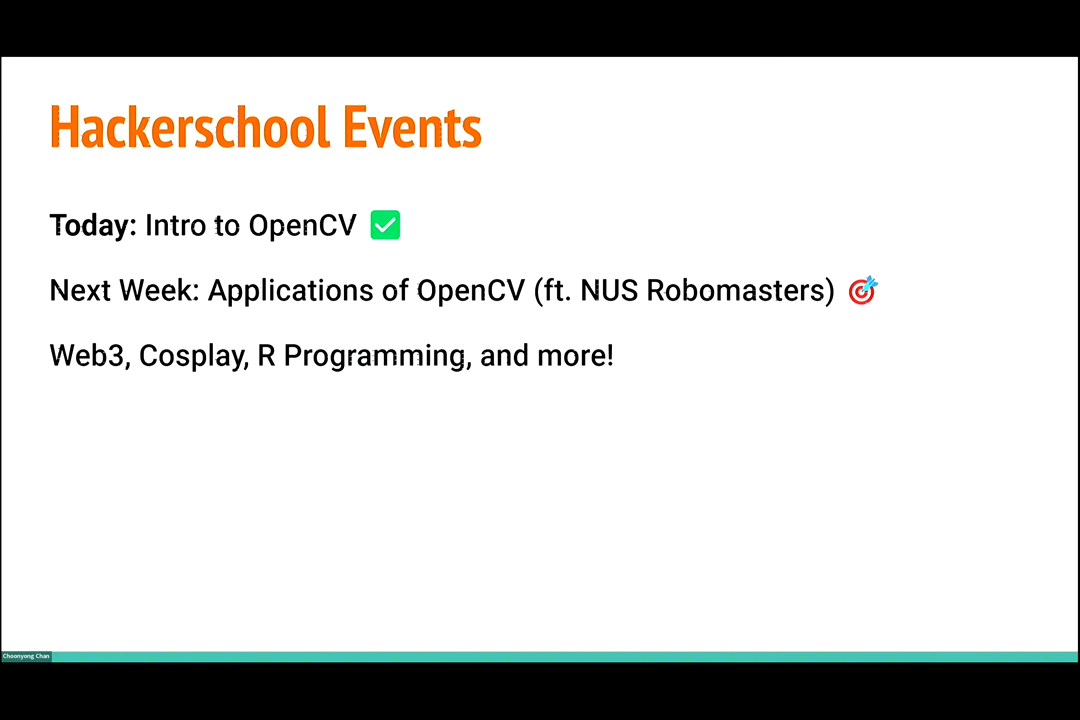 Hackerschool Events
Today: Intro to OpenCV ✅
Next Week: Applications of OpenCV (ft. NUS Robomasters) 🎯
Web3, Cosplay, R Programming, and more!
Choonyong Chan